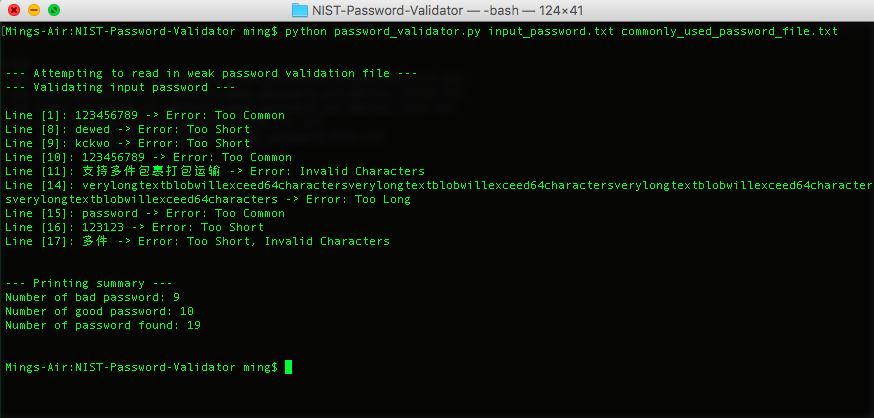 NIST-Password-Validator — -bash — 124×41
[Mings-Air:NIST-Password-Validator ming$ python password_validator.py input_password.txt commonly_used_password_file.txt
--- Attempting to read in weak password validation file ---
--- Validating input password ---
Line [1]: 123456789 -> Error: Too Common
Line [8]: dewed -> Error: Too Short
Line [9]: kckwo -> Error: Too Short
Line [10]: 123456789 -> Error: Too Common
Line [11]: 支持多件包裹打包运输 -> Error: Invalid Characters
Line [14]: verylongtextblobwillexceed64charactersverylongtextblobwillexceed64charactersverylongtextblobwillexceed64character
sverylongtextblobwillexceed64characters -> Error: Too Long
Line [15]: password -> Error: Too Common
Line [16]: 123123 -> Error: Too Short
Line [17]: 多件 -> Error: Too Short, Invalid Characters
--- Printing summary ---
Number of bad password: 9
Number of good password: 10
Number of password found: 19
Mings-Air:NIST-Password-Validator ming$